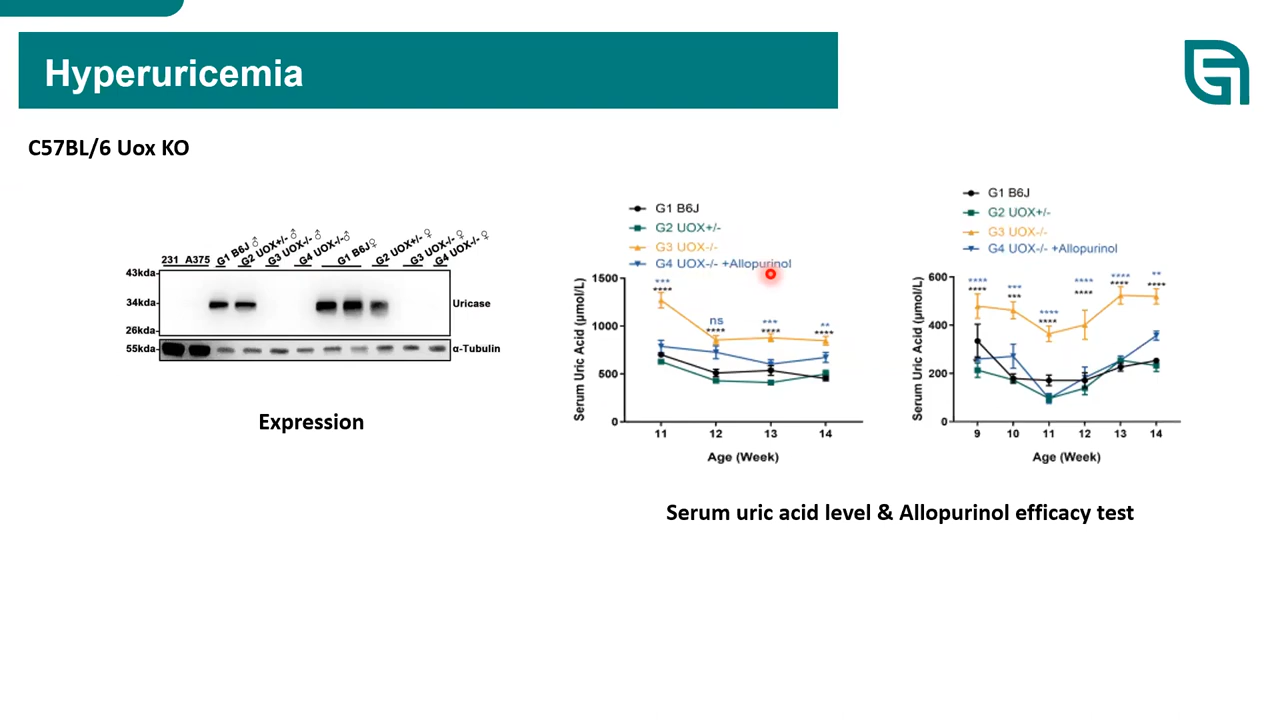 Hyperuricemia
C57BL/6 Uox KO
231 A375 G1 B6J ♂ G2 UOX+/- ♂ G3 UOX-/- ♂ G4 UOX-/-♂ G1 B6J♀ G2 UOX+/- ♀ G3 UOX-/- ♀ G4 UOX-/- ♀
43kda-
34kda-
Uricase
26kda-
55kda-
α-Tubulin
Expression
G1 B6J
G2 UOX+/-
G3 UOX-/-
G4 UOX-/- +Allopurinol
Serum Uric Acid (µmol/L)
1500
1000
500
0
*** **** ns **** *** **** ** ****
11 12 13 14
Age (Week)
G1 B6J
G2 UOX+/-
G3 UOX-/-
G4 UOX-/- +Allopurinol
Serum Uric Acid (µmol/L)
600
400
200
0
**** **** *** *** **** **** **** **** **** **** ** ****
9 10 11 12 13 14
Age (Week)
Serum uric acid level & Allopurinol efficacy test